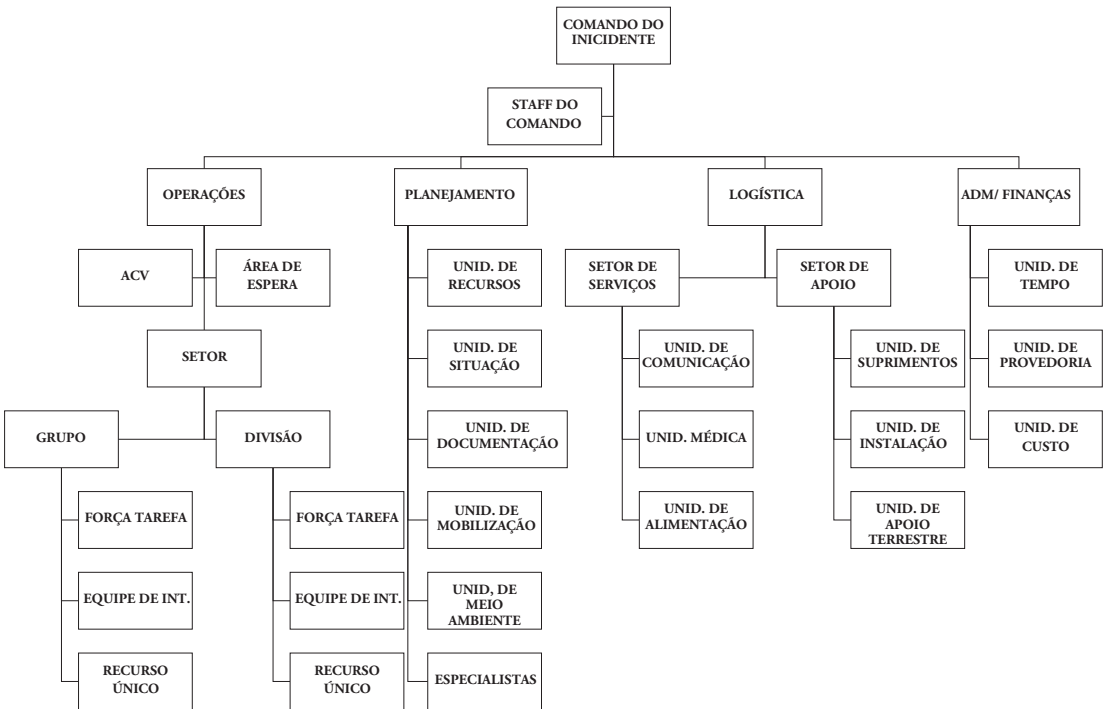 COMANDO DO
INICIDENTE
STAFF DO
COMANDO
OPERAÇÕES
PLANEJAMENTO
LOGÍSTICA
ADM/ FINANÇAS
ACV
ÁREA DE
ESPERA
UNID. DE
RECURSOS
SETOR DE
SERVIÇOS
SETOR DE
APOIO
UNID. DE
TEMPO
SETOR
UNID. DE
SITUAÇÃO
UNID. DE
COMUNICAÇÃO
UNID. DE
SUPRIMENTOS
UNID. DE
PROVEDORIA
GRUPO
DIVISÃO
UNID. DE
DOCUMENTAÇÃO
UNID. MÉDICA
UNID. DE
INSTALAÇÃO
UNID. DE
CUSTO
FORÇA TAREFA
FORÇA TAREFA
UNID. DE
MOBILIZAÇÃO
UNID. DE
ALIMENTAÇÃO
UNID. DE
APOIO
TERRESTRE
EQUIPE DE INT.
EQUIPE DE INT.
UNID, DE
MEIO
AMBIENTE
RECURSO
ÚNICO
RECURSO
ÚNICO
ESPECIALISTAS